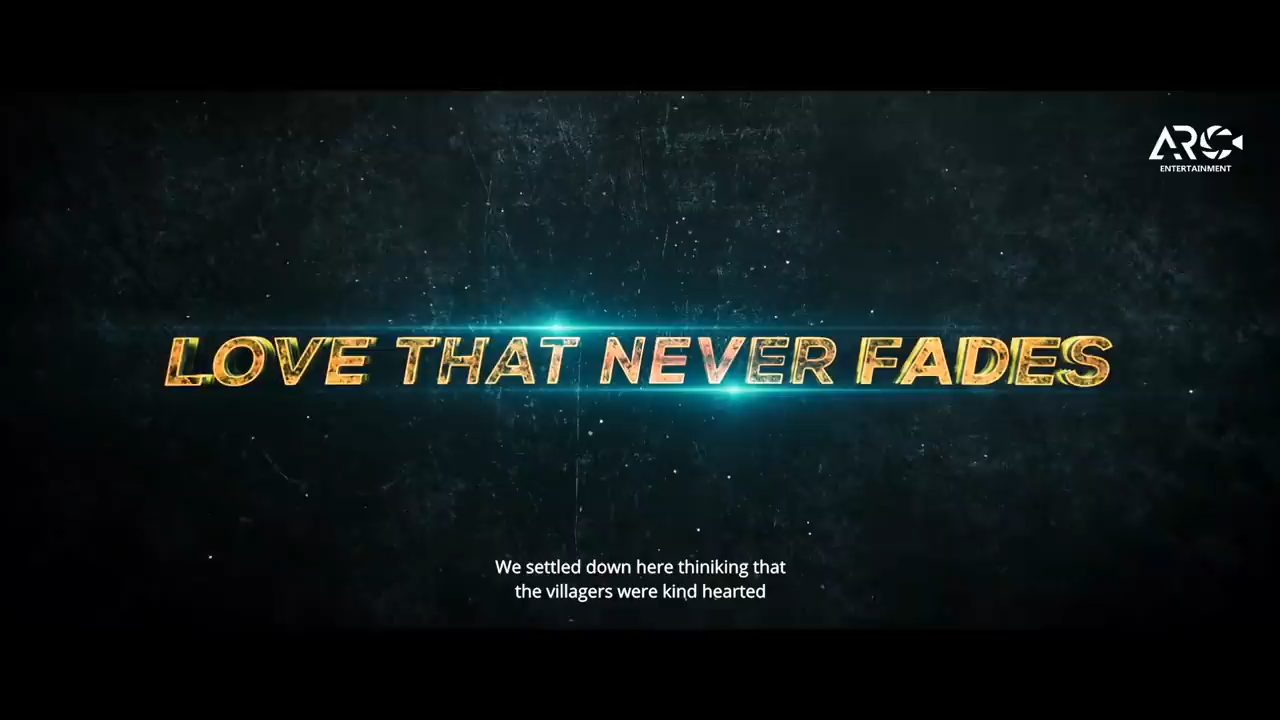 ARC
ENTERTAINMENT
LOVE THAT NEVER FADES
We settled down here thiniking that
the villagers were kind hearted